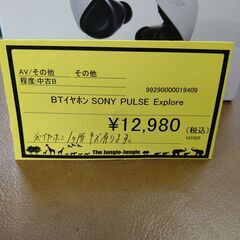 AV/その他 その他
程度:中古B
99290000019409
BTイヤホン SONY PULSE Explore
¥12,980 (税込)
12Y025
※イヤホン1ヶ所キズ有ります。
The Jungle-Jungle